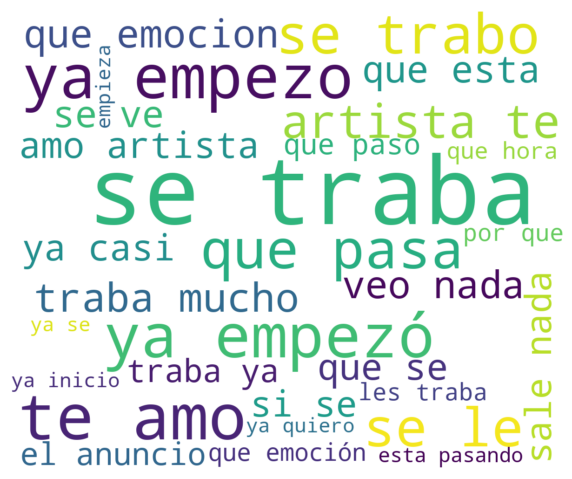 que emocion
se trabo
ya empezo
empieza
que esta
se ve
artista te
amo artista
que paso
que hora
se traba
ya casi
que pasa
por que
traba mucho
veo nada
ya se
ya empezó
sale nada
ya inicio
traba ya
que se
les traba
te amo
si se
ya quiero
se le
el anuncio
que emoción
esta pasando